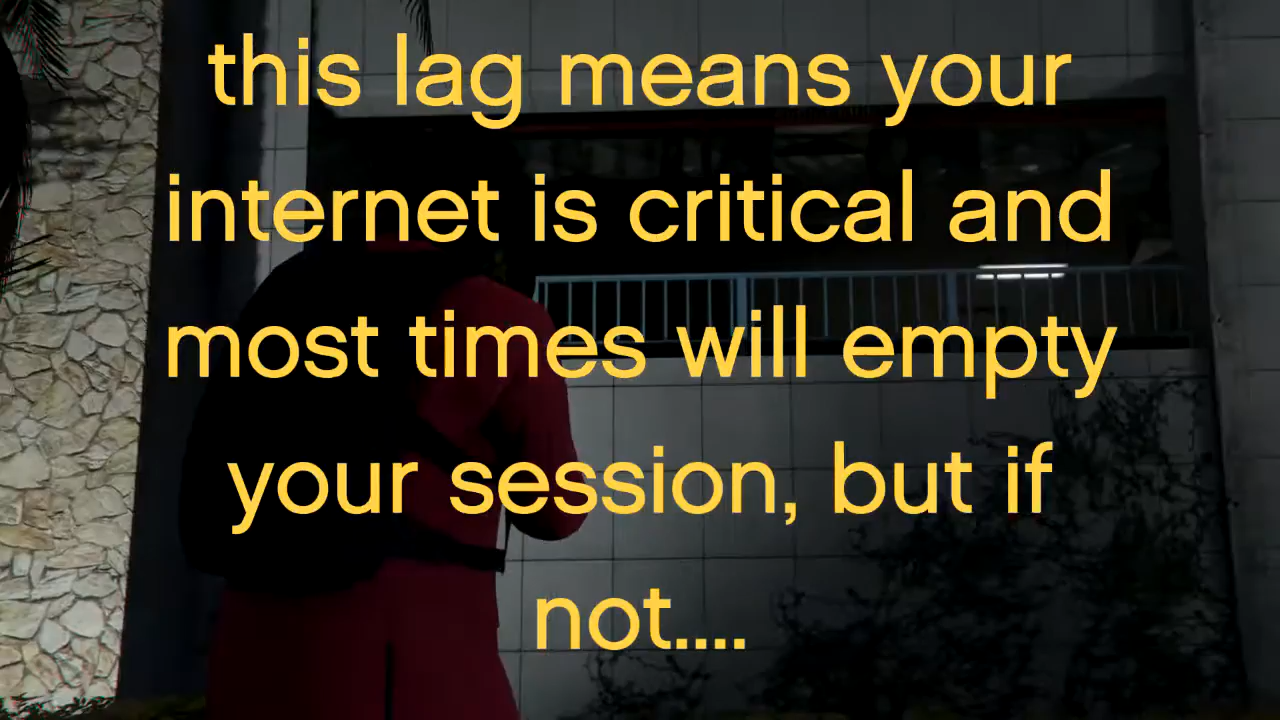 this lag means your
internet is critical and
most times will empty
your session, but if
not....